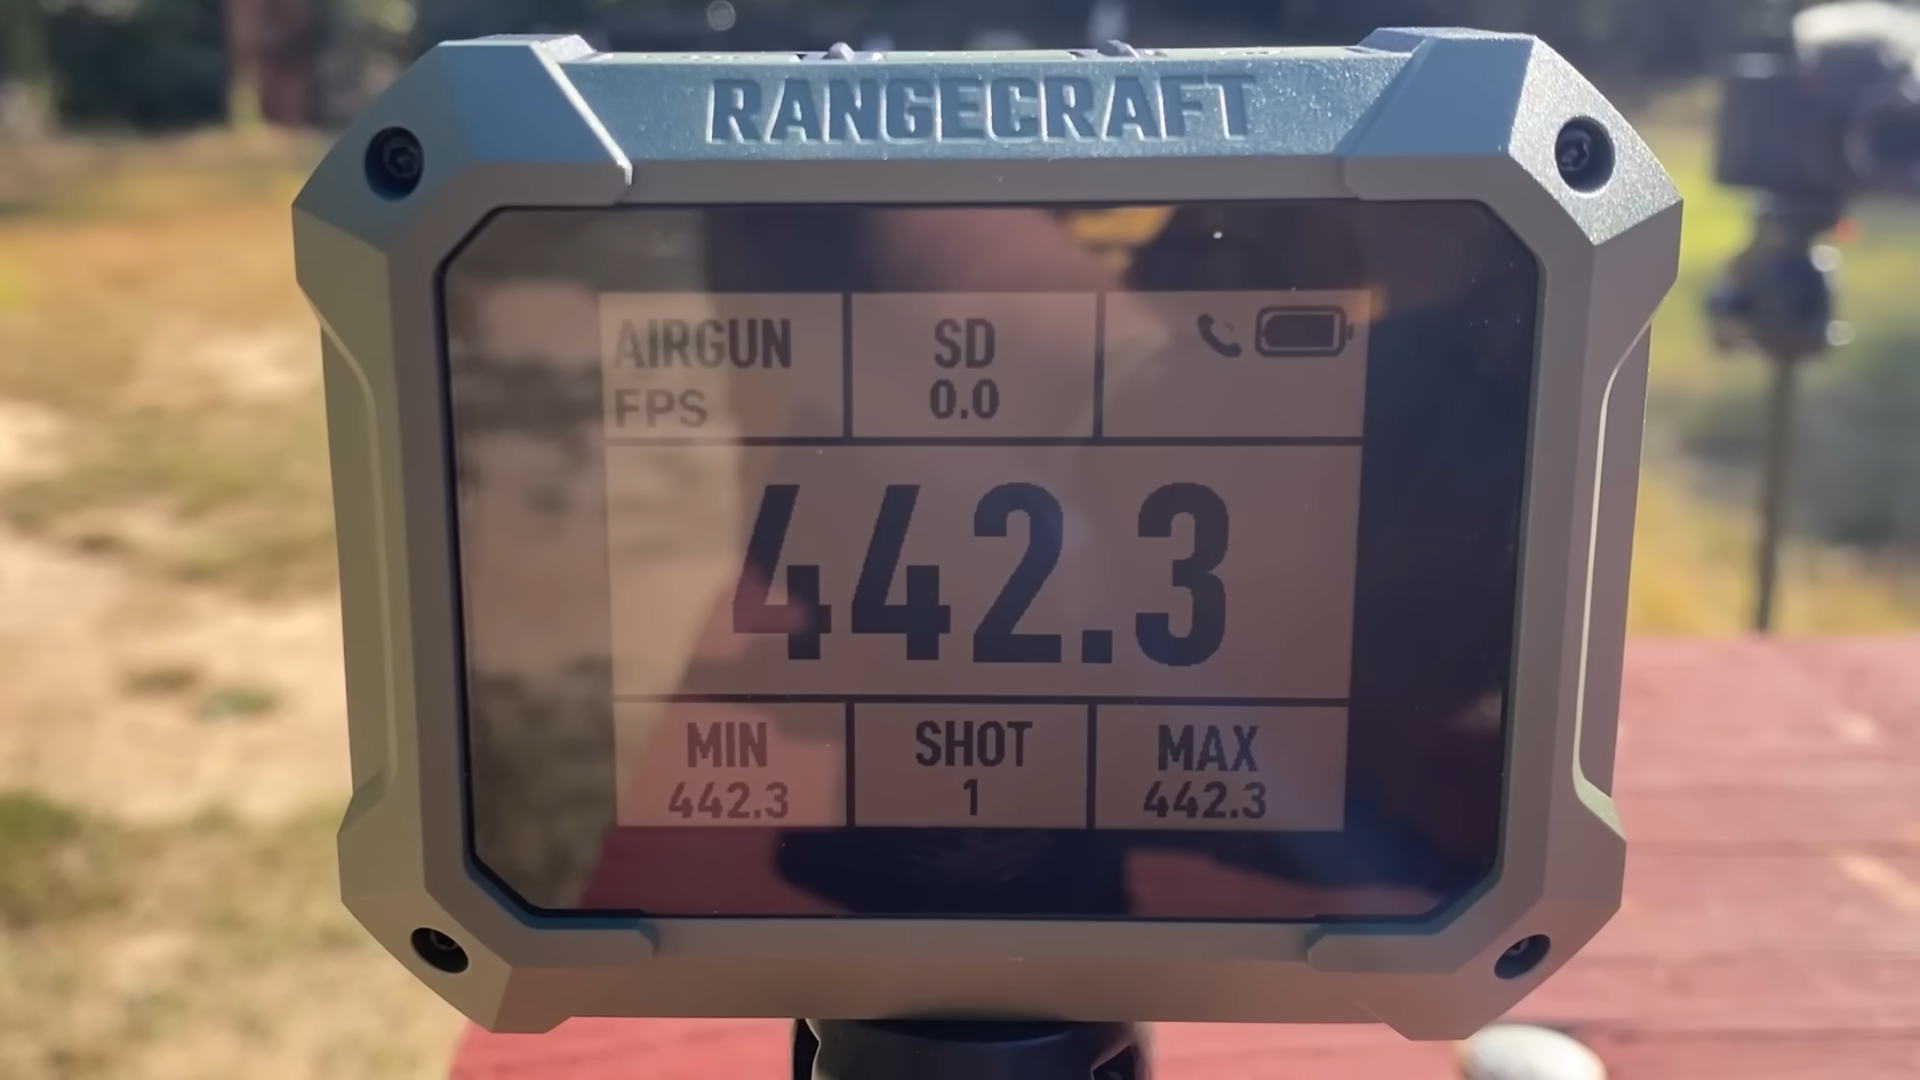 RANGECRAFT
AIRGUN
FPS
SD
0.0
442.3
MIN
442.3
SHOT
1
MAX
442.3